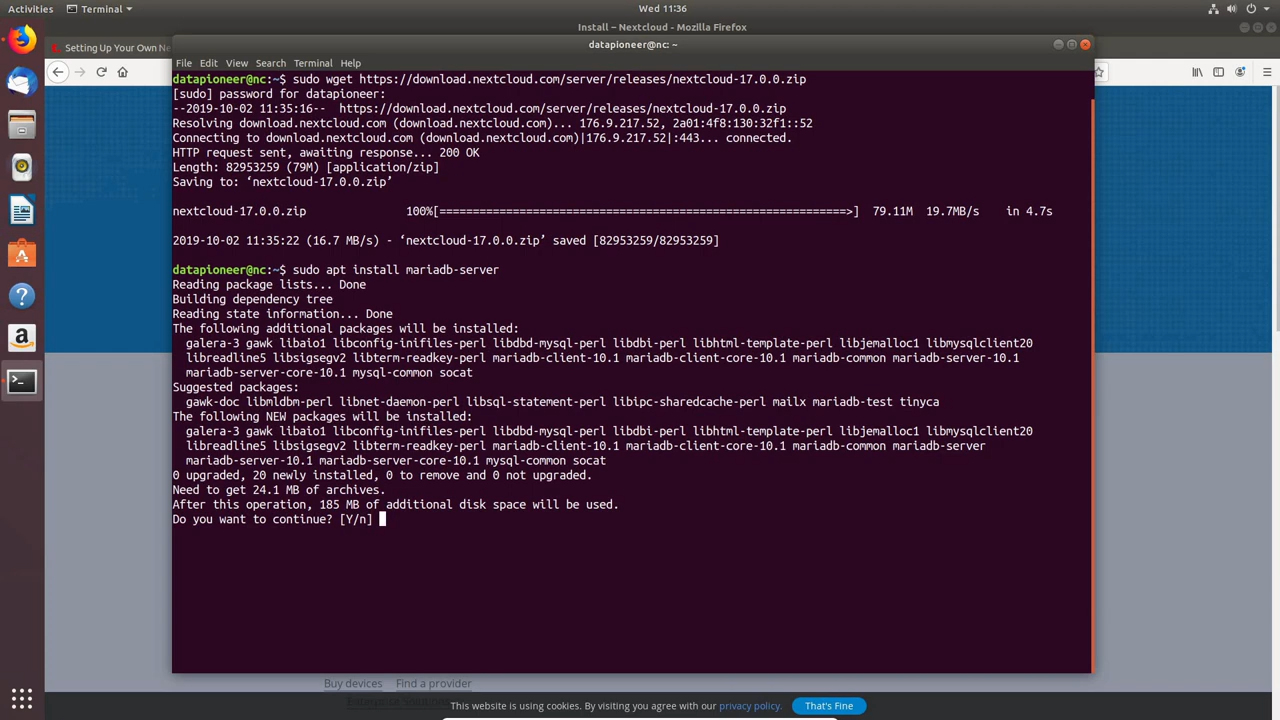 Activities
Terminal
Wed 11:36
Install – Nextcloud - Mozilla Firefox
Setting Up Your Own Ne
datapioneer@nc: ~
File Edit View Search Terminal Help
datapioneer@nc:~$ sudo wget https://download.nextcloud.com/server/releases/nextcloud-17.0.0.zip
[sudo] password for datapioneer:
--2019-10-02 11:35:16--  https://download.nextcloud.com/server/releases/nextcloud-17.0.0.zip
Resolving download.nextcloud.com (download.nextcloud.com)... 176.9.217.52, 2a01:4f8:130:32f1::52
Connecting to download.nextcloud.com (download.nextcloud.com)|176.9.217.52|:443... connected.
HTTP request sent, awaiting response... 200 OK
Length: 82953259 (79M) [application/zip]
Saving to: ‘nextcloud-17.0.0.zip’
nextcloud-17.0.0.zip 100%[=============================================================>] 79.11M 19.7MB/s in 4.7s
2019-10-02 11:35:22 (16.7 MB/s) - ‘nextcloud-17.0.0.zip’ saved [82953259/82953259]
datapioneer@nc:~$ sudo apt install mariadb-server
Reading package lists... Done
Building dependency tree
Reading state information... Done
The following additional packages will be installed:
galera-3 gawk libaio1 libconfig-inifiles-perl libdbd-mysql-perl libdbi-perl libhtml-template-perl libjemalloc1 libmysqlclient20
libreadline5 libsigsegv2 libterm-readkey-perl mariadb-client-10.1 mariadb-client-core-10.1 mariadb-common mariadb-server-10.1
mariadb-server-core-10.1 mysql-common socat
Suggested packages:
gawk-doc libmldbm-perl libnet-daemon-perl libsql-statement-perl libipc-sharedcache-perl mailx mariadb-test tinyca
The following NEW packages will be installed:
galera-3 gawk libaio1 libconfig-inifiles-perl libdbd-mysql-perl libdbi-perl libhtml-template-perl libjemalloc1 libmysqlclient20
libreadline5 libsigsegv2 libterm-readkey-perl mariadb-client-10.1 mariadb-client-core-10.1 mariadb-common mariadb-server
mariadb-server-10.1 mariadb-server-core-10.1 mysql-common socat
0 upgraded, 20 newly installed, 0 to remove and 0 not upgraded.
Need to get 24.1 MB of archives.
After this operation, 185 MB of additional disk space will be used.
Do you want to continue? [Y/n]
Buy devices Find a provider
This website is using cookies. By visiting you agree with our privacy policy. That's Fine